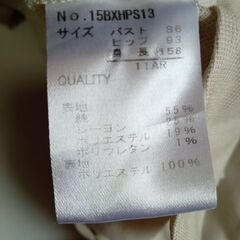 No.15BXHPS13
サイズ バスト 86
ヒップ 93
身長 158
11AR
QUALITY
表地
綿 55%
レーヨン 25%
ポリエステル 19%
ポリウレタン 1%
裏地
ポリエステル 100%